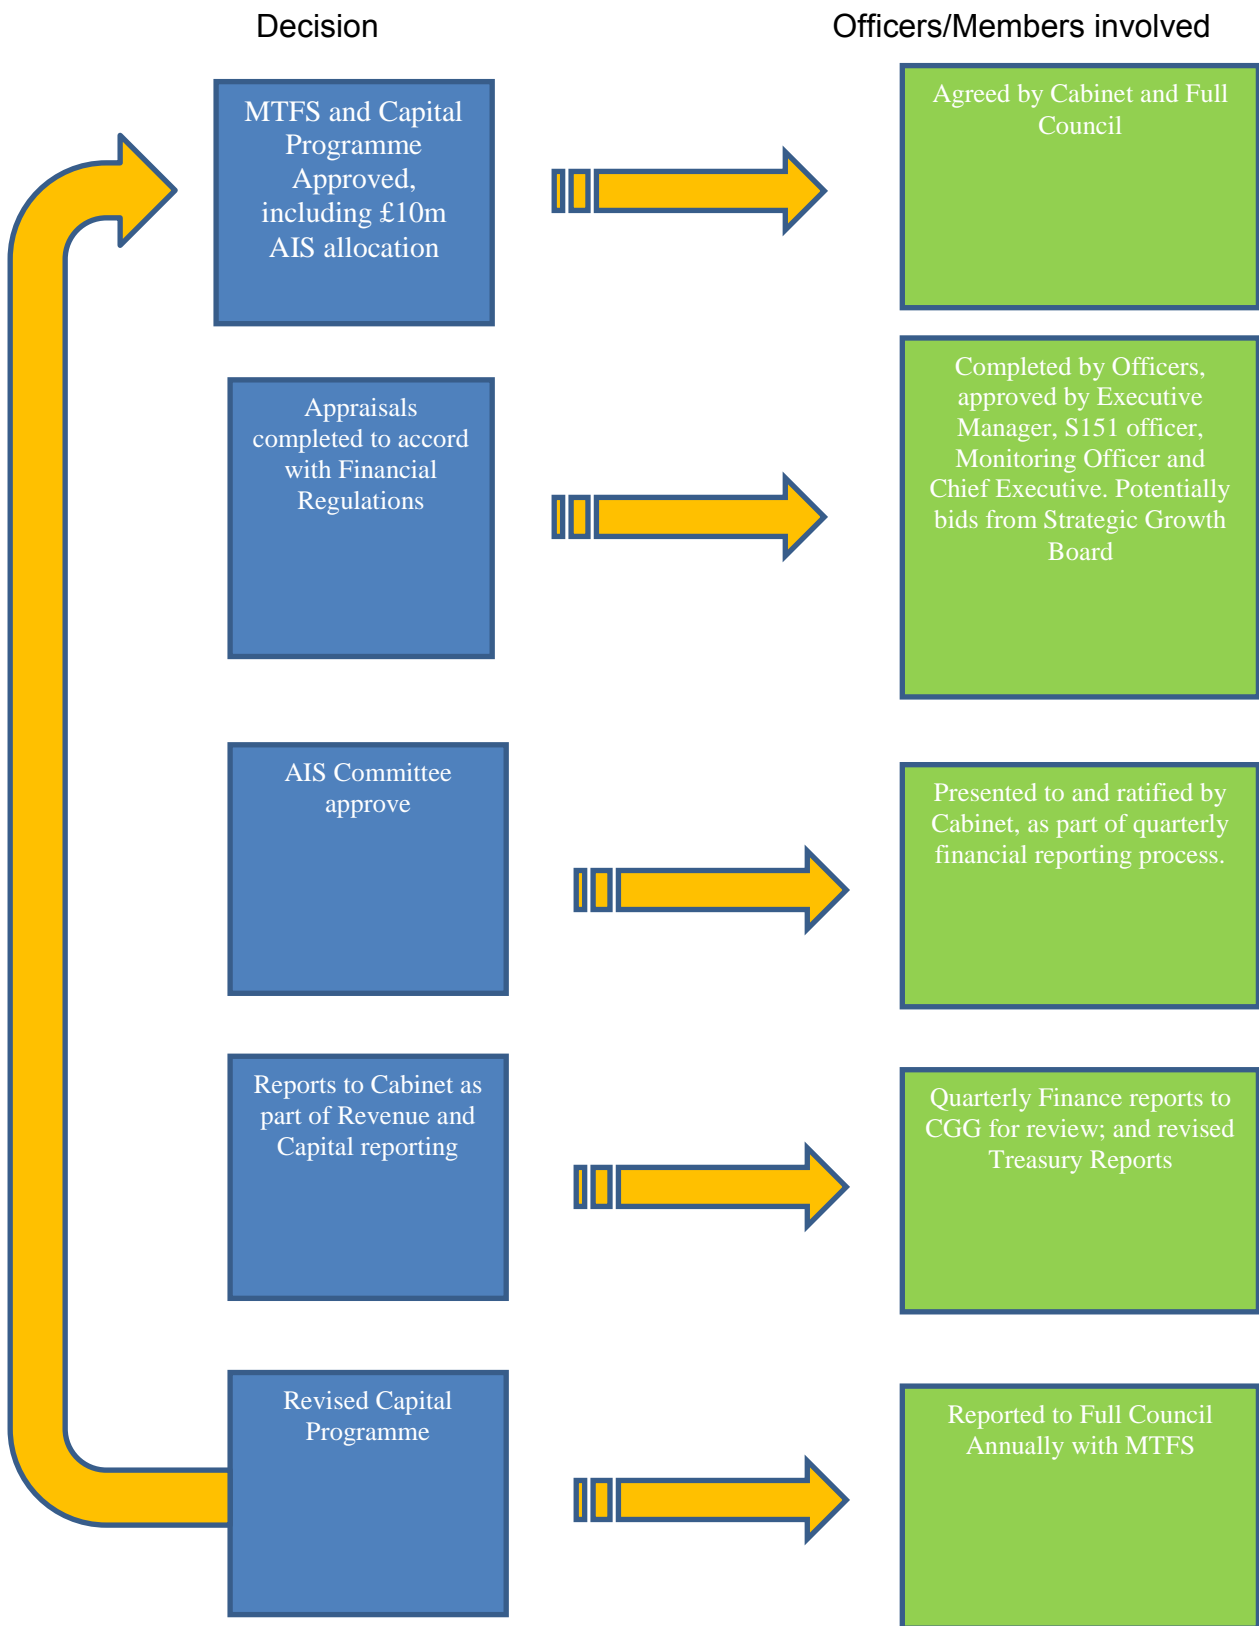 Decision
Officers/Members involved
MTFS and Capital
Programme
Approved,
including £10m
AIS allocation
Agreed by Cabinet and Full
Council
Appraisals
completed to accord
with Financial
Regulations
Completed by Officers,
approved by Executive
Manager, S151 officer,
Monitoring Officer and
Chief Executive. Potentially
bids from Strategic Growth
Board
AIS Committee
approve
Presented to and ratified by
Cabinet, as part of quarterly
financial reporting process.
Reports to Cabinet as
part of Revenue and
Capital reporting
Quarterly Finance reports to
CGG for review; and revised
Treasury Reports
Revised Capital
Programme
Reported to Full Council
Annually with MTFS